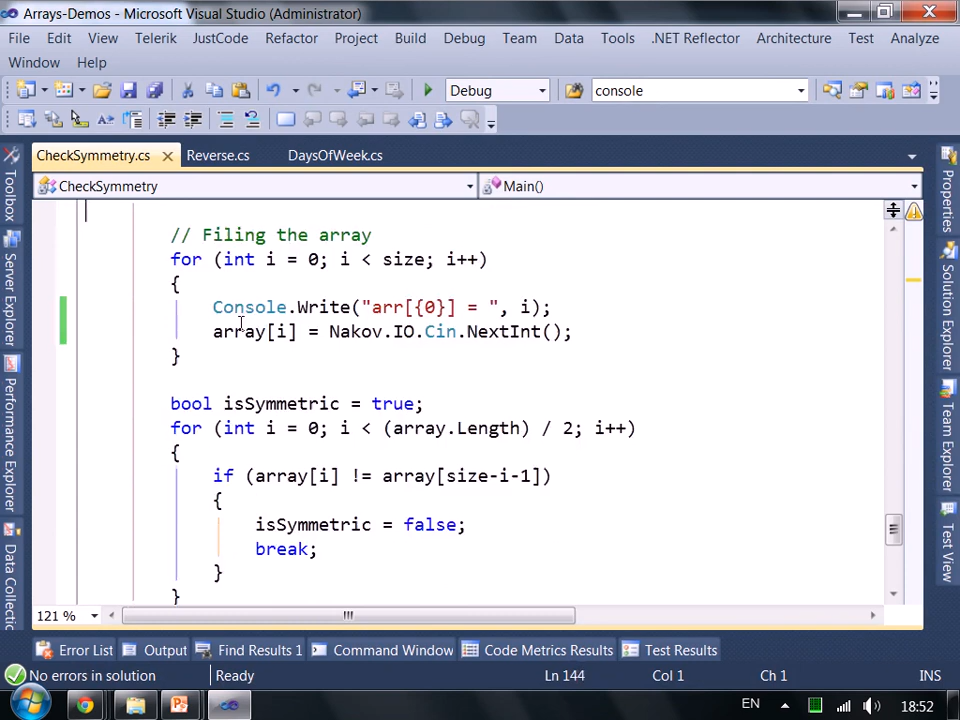 Arrays-Demos - Microsoft Visual Studio (Administrator)
File Edit View Telerik JustCode Refactor Project Build Debug Team Data Tools .NET Reflector Architecture Test Analyze
Window Help
Debug console
CheckSymmetry.cs Reverse.cs DaysOfWeek.cs
CheckSymmetry Main()
// Filing the array
for (int i = 0; i < size; i++)
{
Console.Write("arr[{0}] = ", i);
array[i] = Nakov.IO.Cin.NextInt();
}
bool isSymmetric = true;
for (int i = 0; i < (array.Length) / 2; i++)
{
if (array[i] != array[size-i-1])
{
isSymmetric = false;
break;
}
}
121 %
Toolbox
Server Explorer
Performance Explorer
Data Collecti
Properties
Solution Explorer
Team Explorer
Test View
Error List Output Find Results 1 Command Window Code Metrics Results Test Results
No errors in solution Ready Ln 144 Col 1 Ch 1 INS
EN 18:52